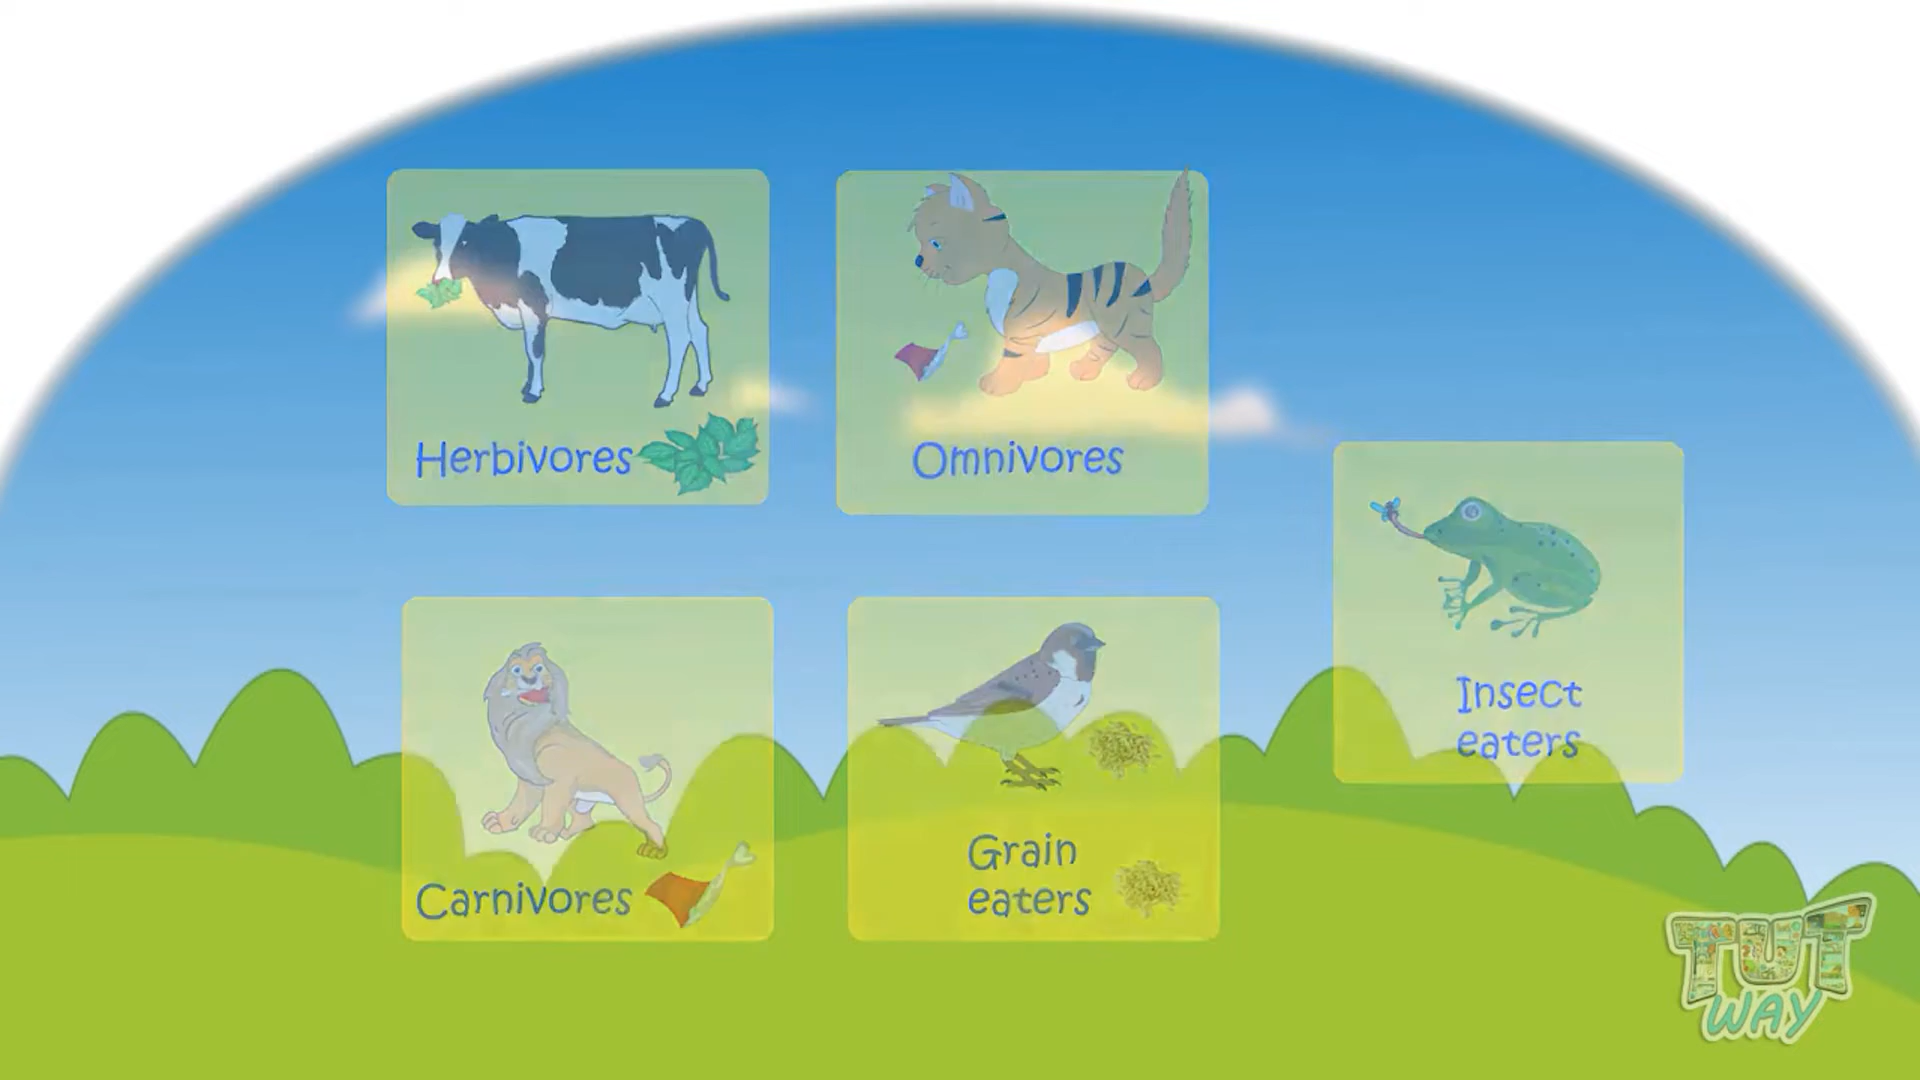 Herbivores
Omnivores
Insect
eaters
Carnivores
Grain
eaters
TUT
WAY